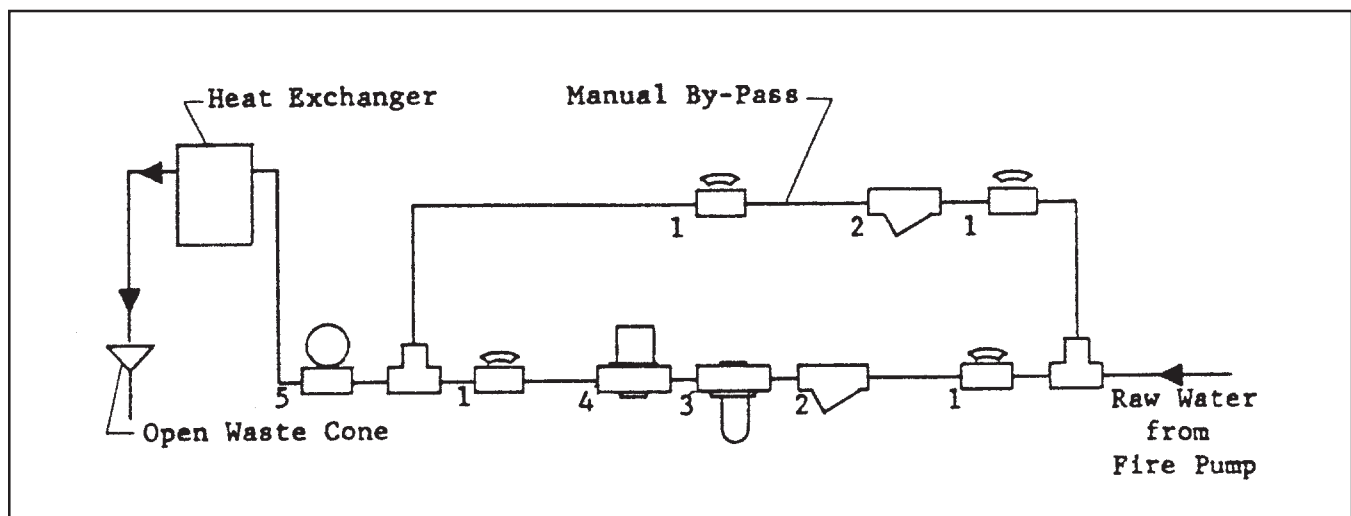 Heat Exchanger
Manual By-Pass
1
2
1
5
1
4
3
2
1
Open Waste Cone
Raw Water
from
Fire Pump